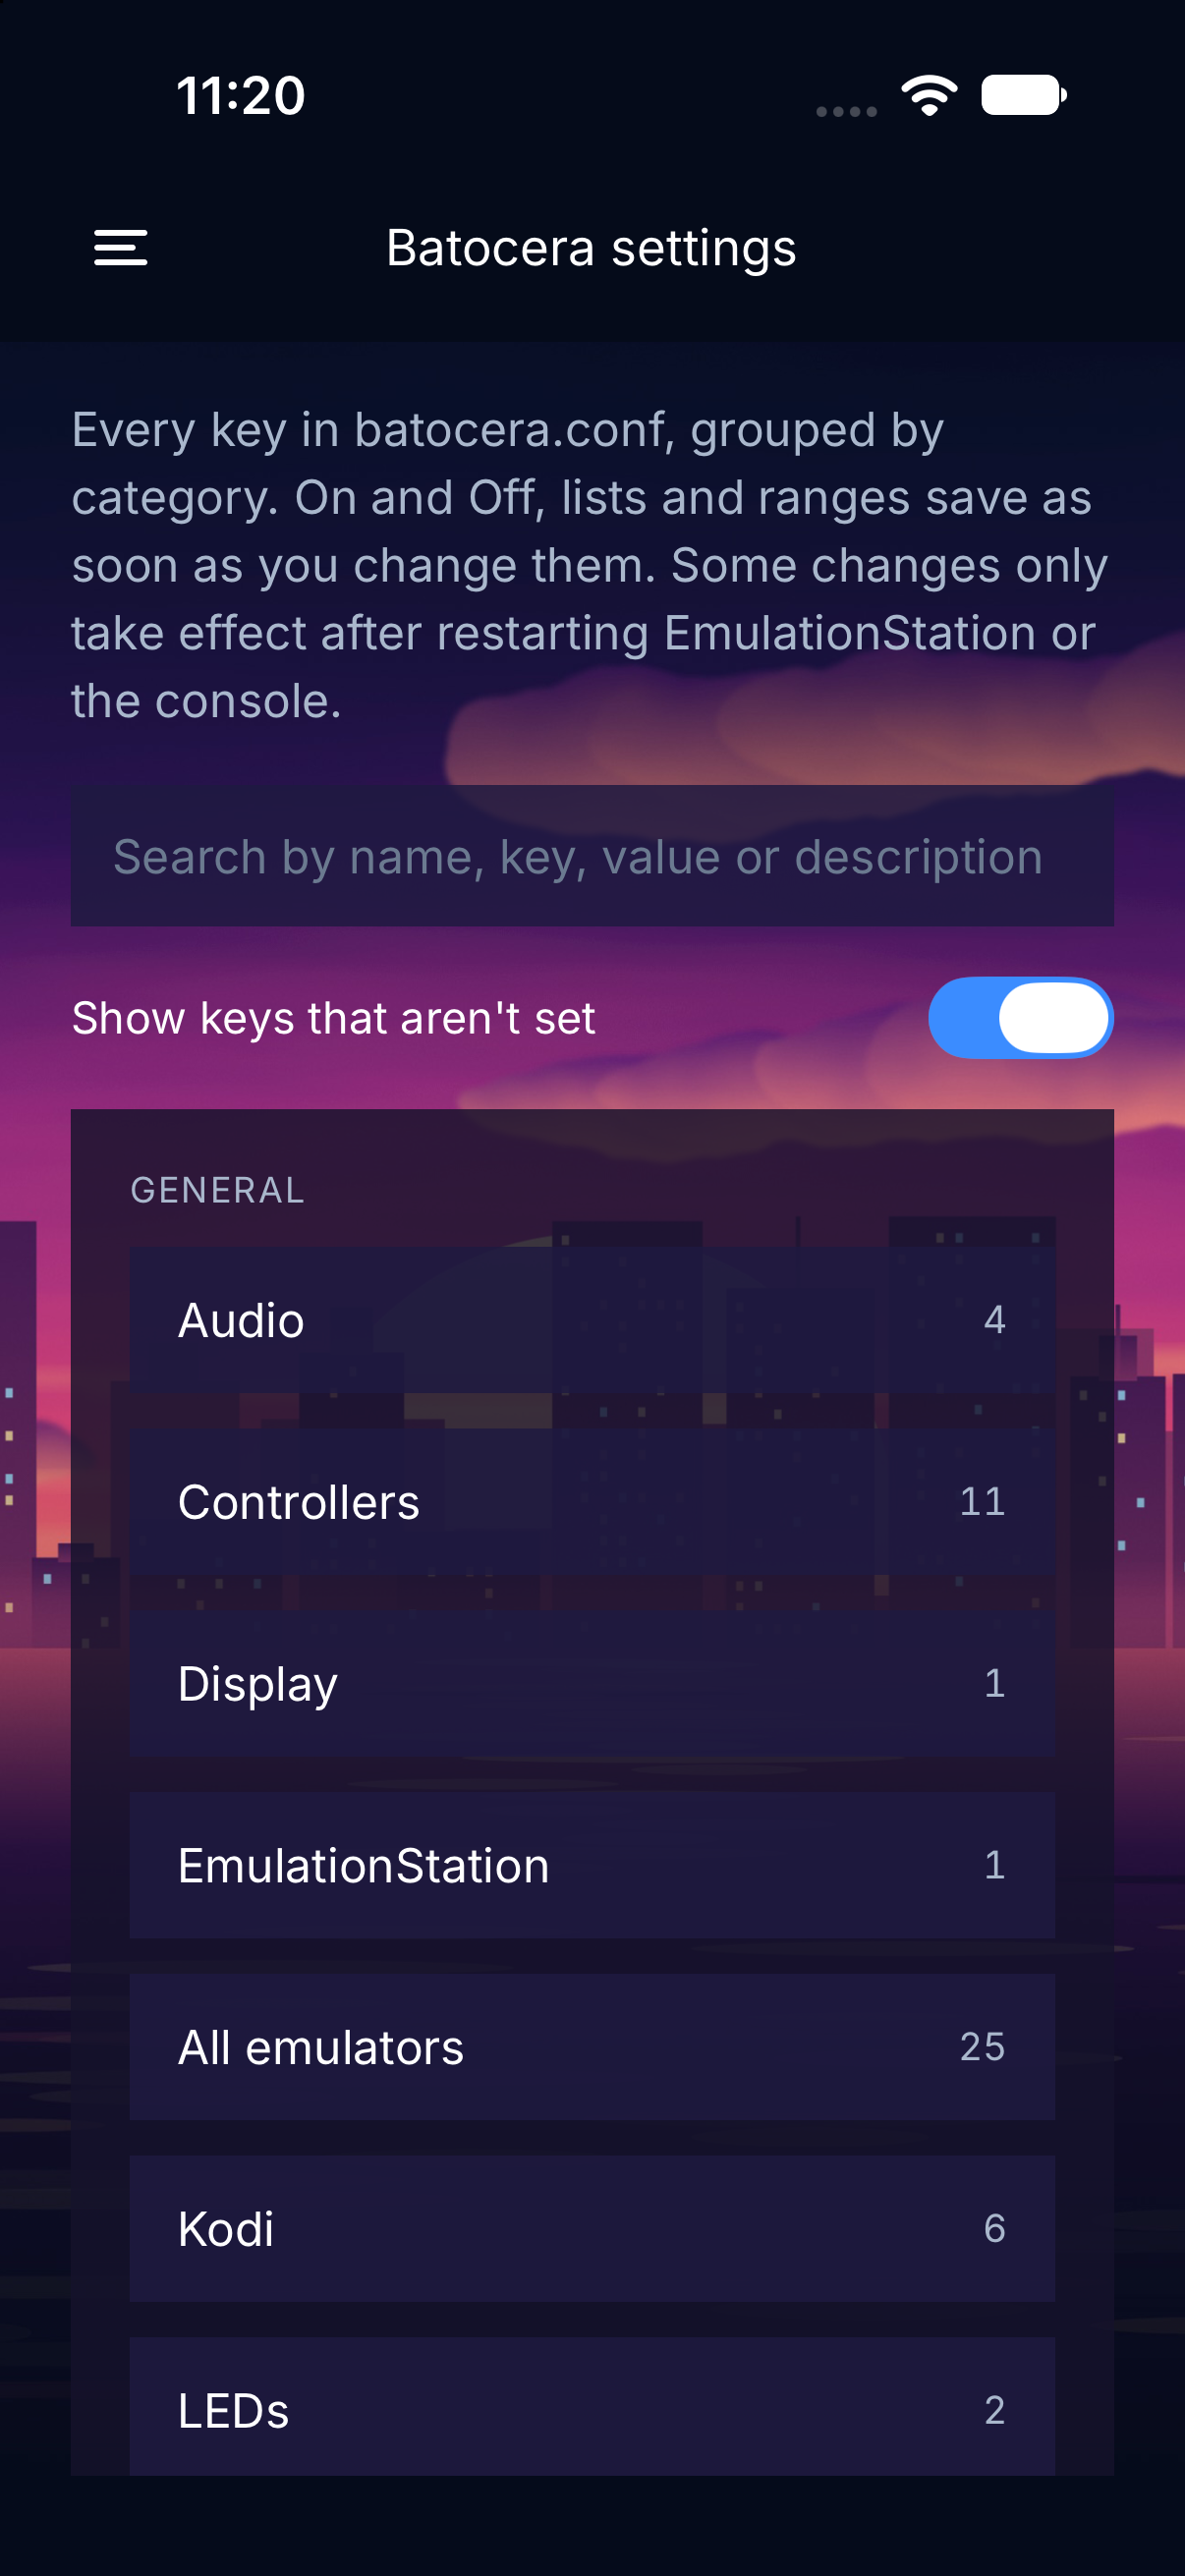 11:20
Batocera settings
Every key in batocera.conf, grouped by
category. On and Off, lists and ranges save as
soon as you change them. Some changes only
take effect after restarting EmulationStation or
the console.
Search by name, key, value or description
Show keys that aren't set
GENERAL
Audio 4
Controllers 11
Display 1
EmulationStation 1
All emulators 25
Kodi 6
LEDs 2